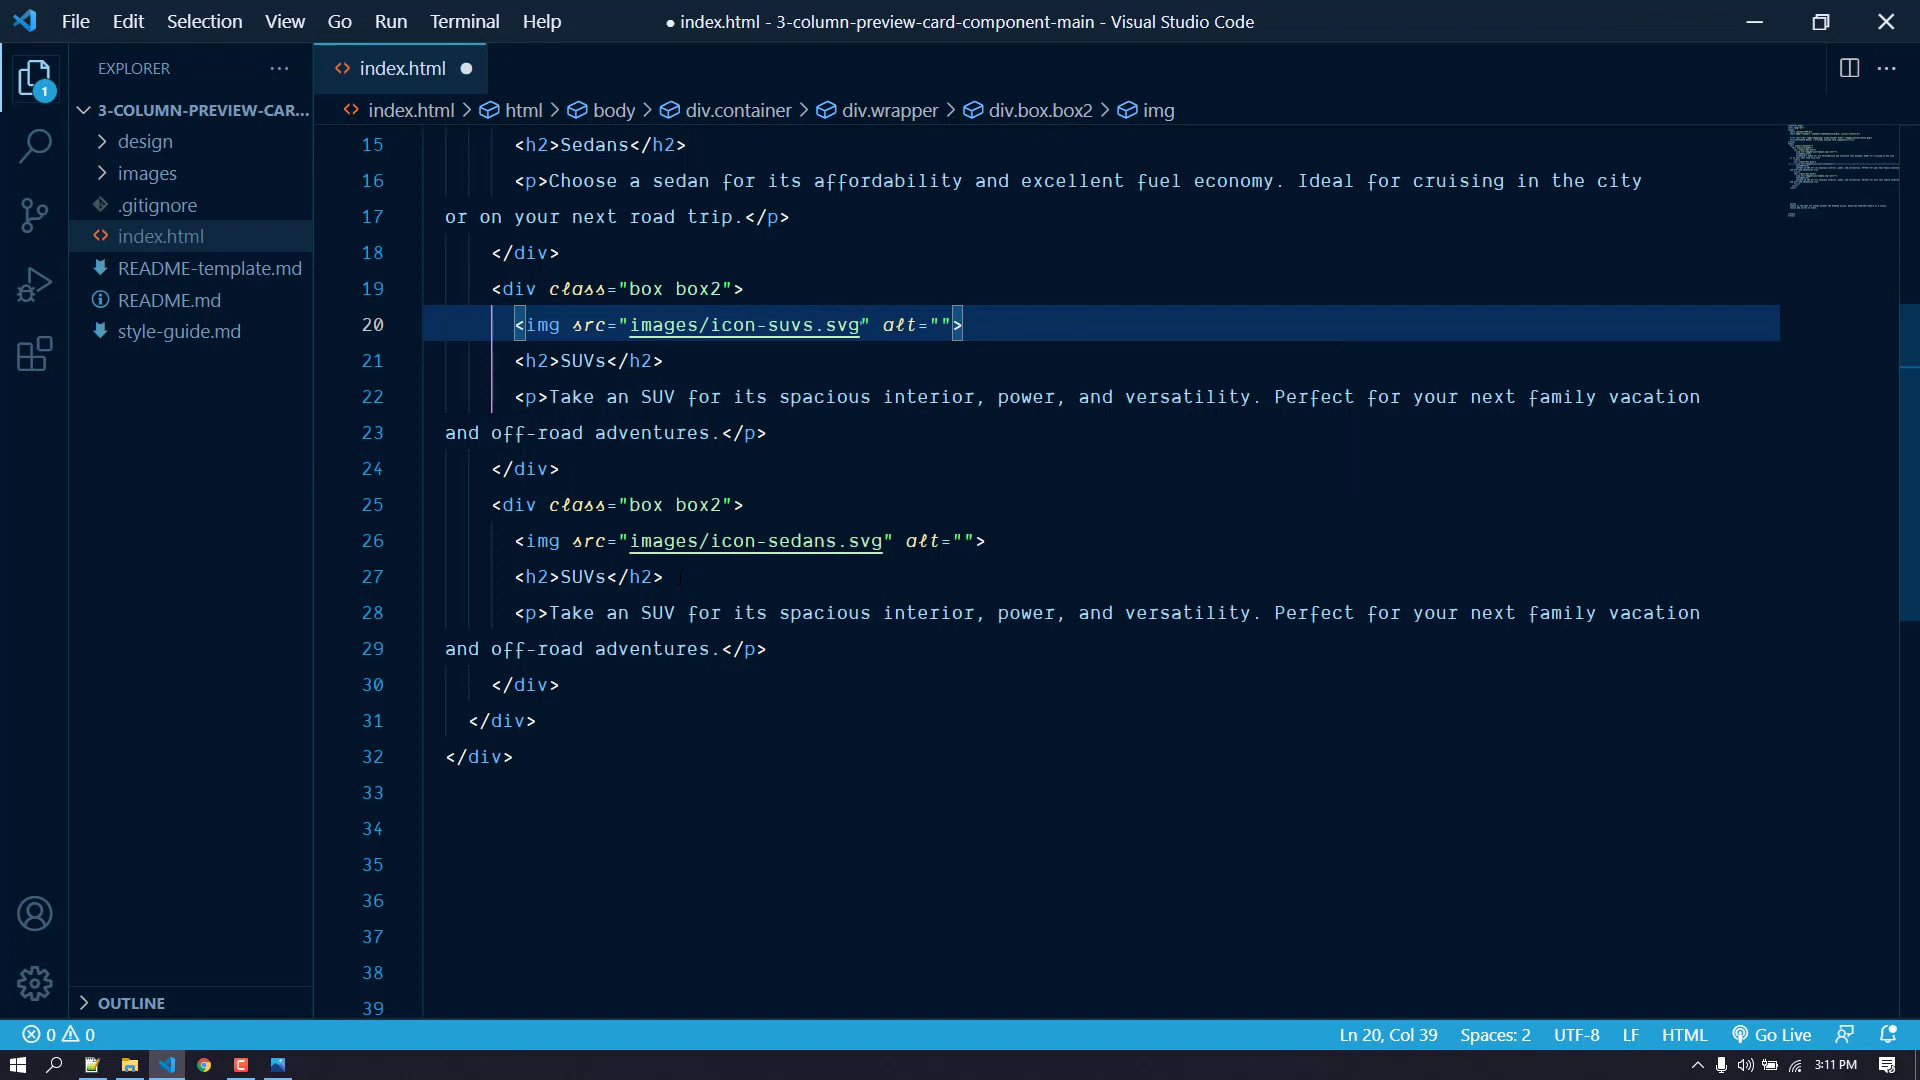 File Edit Selection View Go Run Terminal Help
● index.html - 3-column-preview-card-component-main - Visual Studio Code
EXPLORER ···
index.html ●
1
3-COLUMN-PREVIEW-CAR...
index.html > html > body > div.container > div.wrapper > div.box.box2 > img
design
images
.gitignore
index.html
README-template.md
README.md
style-guide.md
15 <h2>Sedans</h2>
16 <p>Choose a sedan for its affordability and excellent fuel economy. Ideal for cruising in the city
17 or on your next road trip.</p>
18 </div>
19 <div class="box box2">
20 <img src="images/icon-suvs.svg" alt="">
21 <h2>SUVs</h2>
22 <p>Take an SUV for its spacious interior, power, and versatility. Perfect for your next family vacation
23 and off-road adventures.</p>
24 </div>
25 <div class="box box2">
26 <img src="images/icon-sedans.svg" alt="">
27 <h2>SUVs</h2>
28 <p>Take an SUV for its spacious interior, power, and versatility. Perfect for your next family vacation
29 and off-road adventures.</p>
30 </div>
31 </div>
32 </div>
33
34
35
36
37
38
39
OUTLINE
0 0
Ln 20, Col 39 Spaces: 2 UTF-8 LF HTML Go Live
3:11 PM